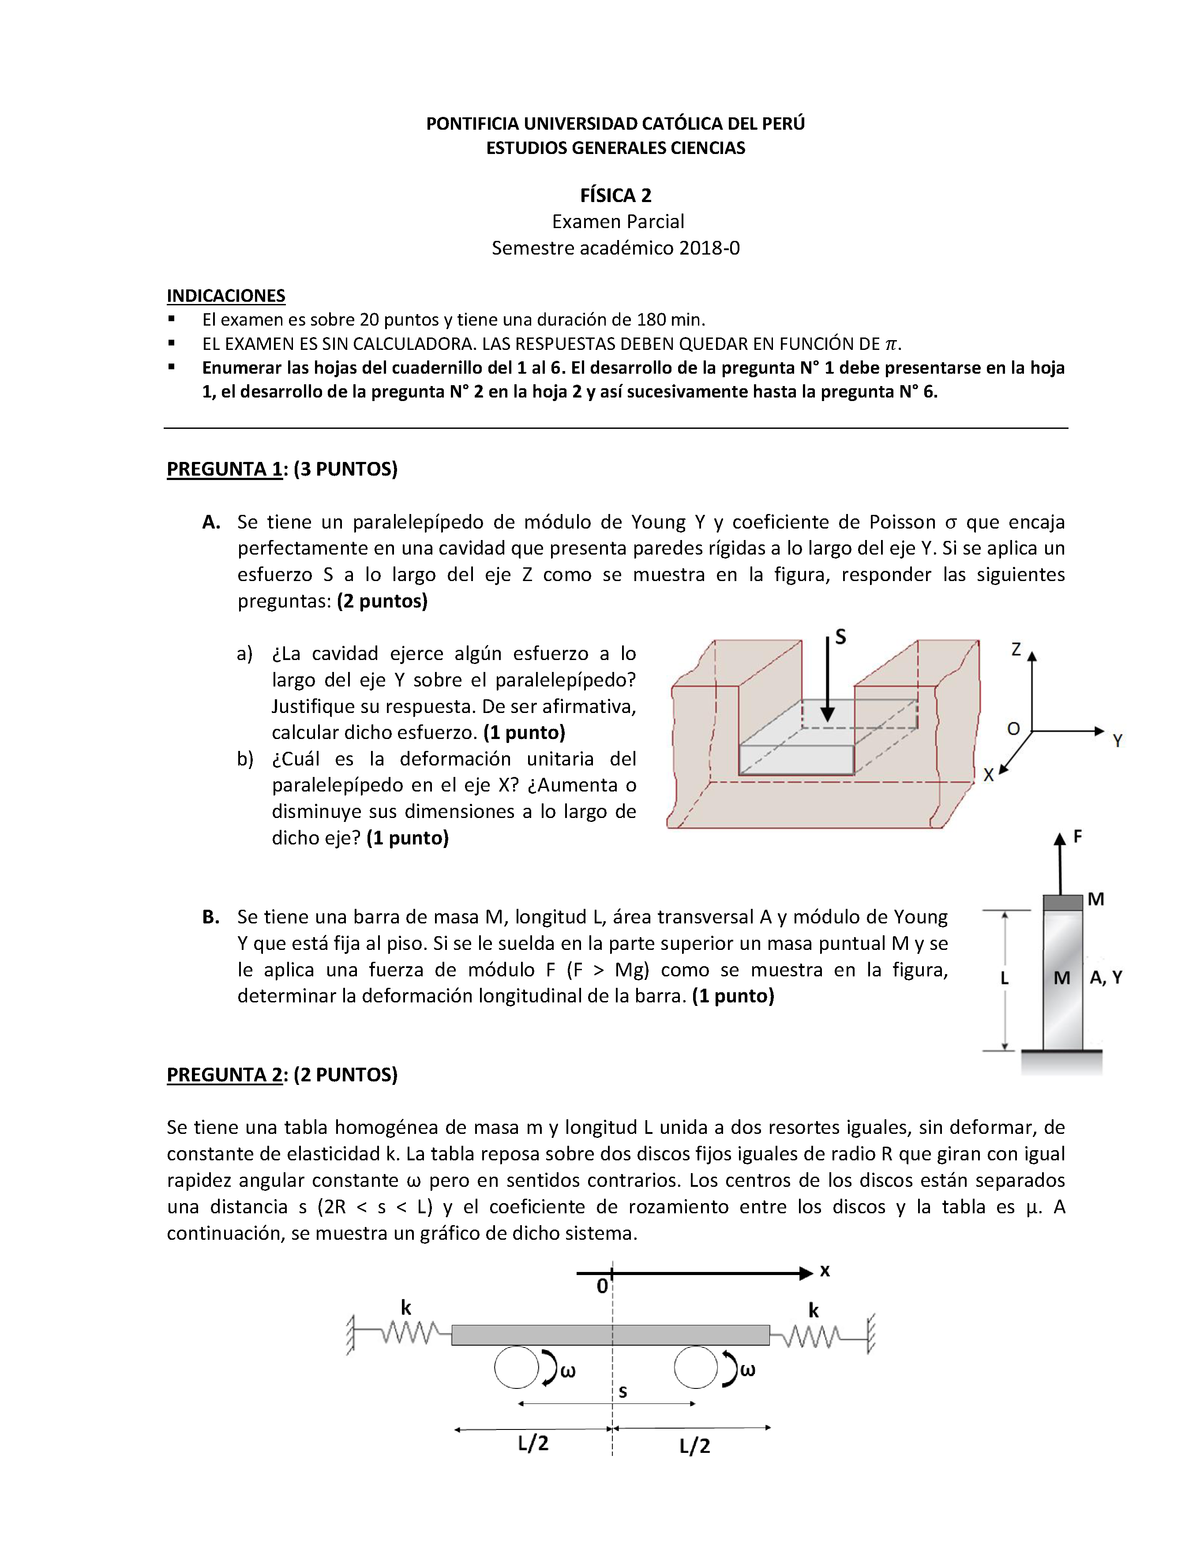 PONTIFICIA UNIVERSIDAD CATÓLICA DEL PERÚ
ESTUDIOS GENERALES CIENCIAS
FÍSICA 2
Examen Parcial
Semestre académico 2018-0
INDICACIONES
▪ El examen es sobre 20 puntos y tiene una duración de 180 min.
▪ EL EXAMEN ES SIN CALCULADORA. LAS RESPUESTAS DEBEN QUEDAR EN FUNCIÓN DE 𝜋.
▪ Enumerar las hojas del cuadernillo del 1 al 6. El desarrollo de la pregunta N° 1 debe presentarse en la hoja
1, el desarrollo de la pregunta N° 2 en la hoja 2 y así sucesivamente hasta la pregunta N° 6.
PREGUNTA 1: (3 PUNTOS)
A. Se tiene un paralelepípedo de módulo de Young Y y coeficiente de Poisson σ que encaja
perfectamente en una cavidad que presenta paredes rígidas a lo largo del eje Y. Si se aplica un
esfuerzo S a lo largo del eje Z como se muestra en la figura, responder las siguientes
preguntas: (2 puntos)
a) ¿La cavidad ejerce algún esfuerzo a lo
largo del eje Y sobre el paralelepípedo?
Justifique su respuesta. De ser afirmativa,
calcular dicho esfuerzo. (1 punto)
b) ¿Cuál es la deformación unitaria del
paralelepípedo en el eje X? ¿Aumenta o
disminuye sus dimensiones a lo largo de
dicho eje? (1 punto)
S
Z
O
Y
X
B. Se tiene una barra de masa M, longitud L, área transversal A y módulo de Young
Y que está fija al piso. Si se le suelda en la parte superior un masa puntual M y se
le aplica una fuerza de módulo F (F > Mg) como se muestra en la figura,
determinar la deformación longitudinal de la barra. (1 punto)
F
M
L M A, Y
PREGUNTA 2: (2 PUNTOS)
Se tiene una tabla homogénea de masa m y longitud L unida a dos resortes iguales, sin deformar, de
constante de elasticidad k. La tabla reposa sobre dos discos fijos iguales de radio R que giran con igual
rapidez angular constante ω pero en sentidos contrarios. Los centros de los discos están separados
una distancia s (2R < s < L) y el coeficiente de rozamiento entre los discos y la tabla es μ. A
continuación, se muestra un gráfico de dicho sistema.
x
0
k k
ω ω
s
L/2 L/2